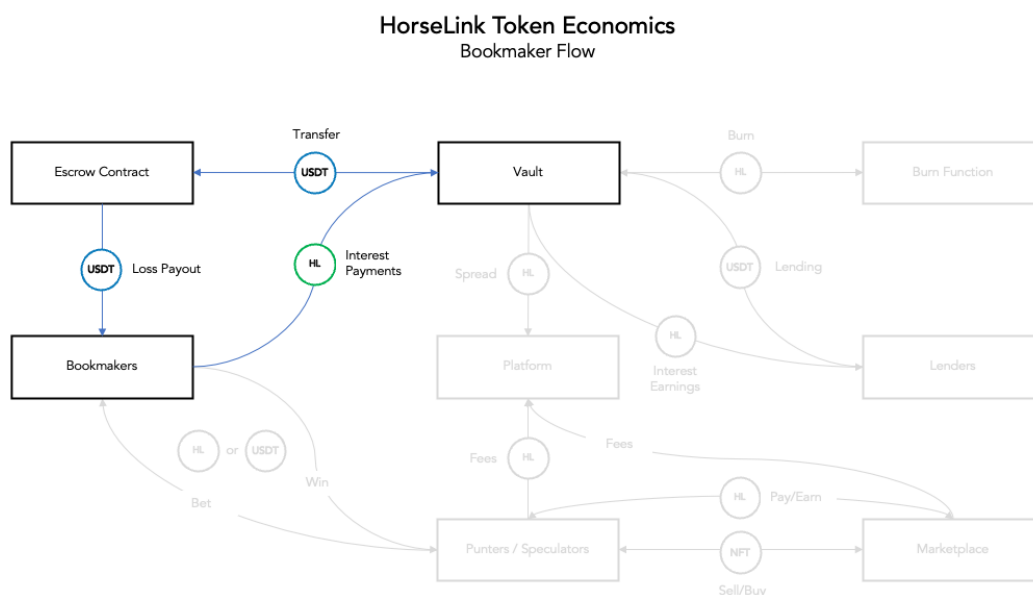 HorseLink Token Economics
Bookmaker Flow
Transfer
Burn
Escrow Contract
USDT
Vault
HL
Burn Function
USDT
Loss Payout
HL
Interest
Payments
Spread
HL
USDT
Lending
HL
Interest
Earnings
Bookmakers
Platform
Lenders
HL
or
USDT
Win
Bet
Fees
HL
Fees
HL
Pay/Earn
Punters / Speculators
NFT
Marketplace
Sell/Buy